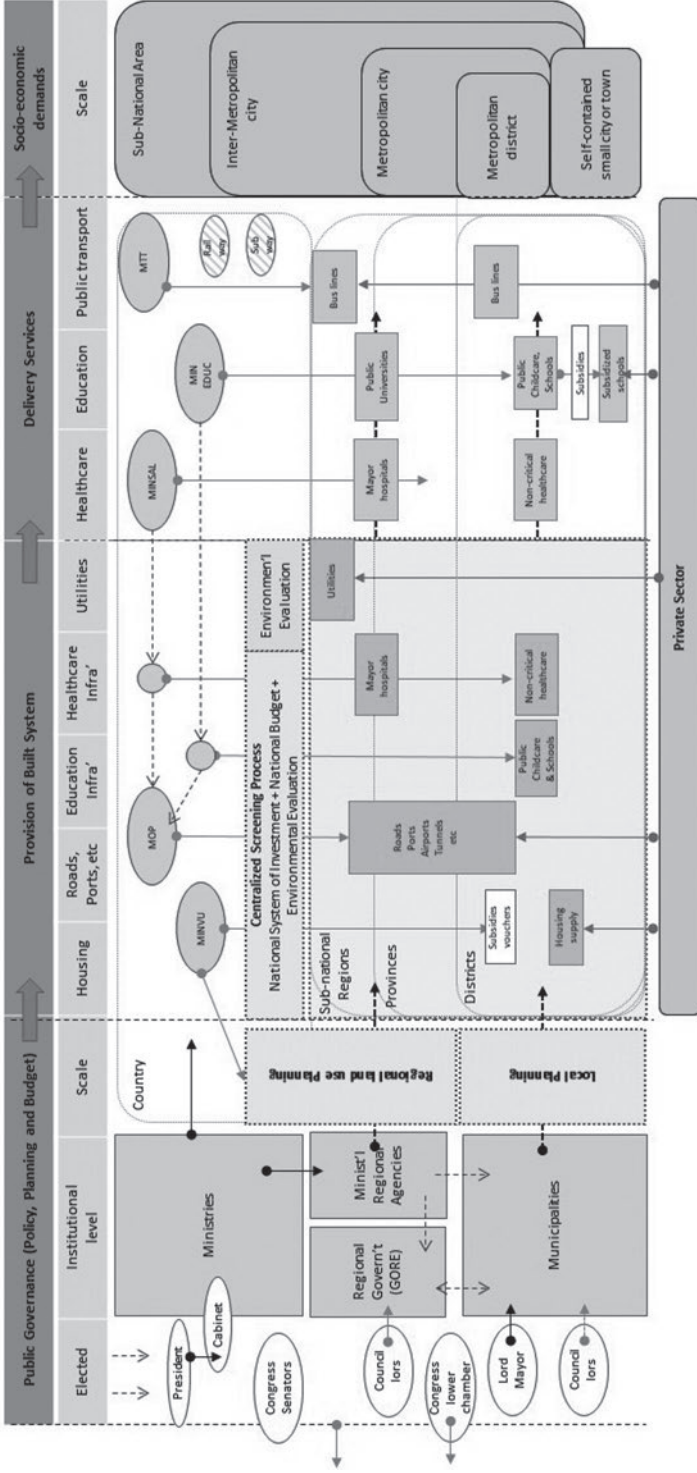 Public Governance (Policy, Planning and Budget)
Provision of Built System
Delivery Services
Socio-economic
demands
Elected
Institutional
level
Scale
Housing
Roads,
Ports, etc
Education
Infra'
Healthcare
Infra'
Utilities
Healthcare
Education
Public transport
Scale
President
Cabinet
Congress
Senators
Council
lors
Congress
lower
chamber
Lord
Mayor
Council
lors
Ministries
Regional
Govern't
(GORE)
Minist'l
Regional
Agencies
Municipalities
Country
Regional land use Planning
Local Planning
MINVU
MOP
Centralized Screening Process
National System of Investment + National Budget +
Environmental Evaluation
Environmen'l
Evaluation
Sub-national
Regions
Provinces
Districts
Subsidies
vouchers
Housing
supply
Roads
Ports
Airports
Tunnels
etc
Public
Childcare
& Schools
Mayor
hospitals
Non-critical
healthcare
Utilities
MINSAL
MIN
EDUC
MTT
Rail
way
Sub
way
Mayor
hospitals
Non-critical
healthcare
Public
Universities
Public
Childcare,
Schools
Subsidies
Subsidized
schools
Bus lines
Bus lines
Sub-National Area
Inter-Metropolitan
city
Metropolitan city
Metropolitan
district
Self-contained
small city or town
Private Sector